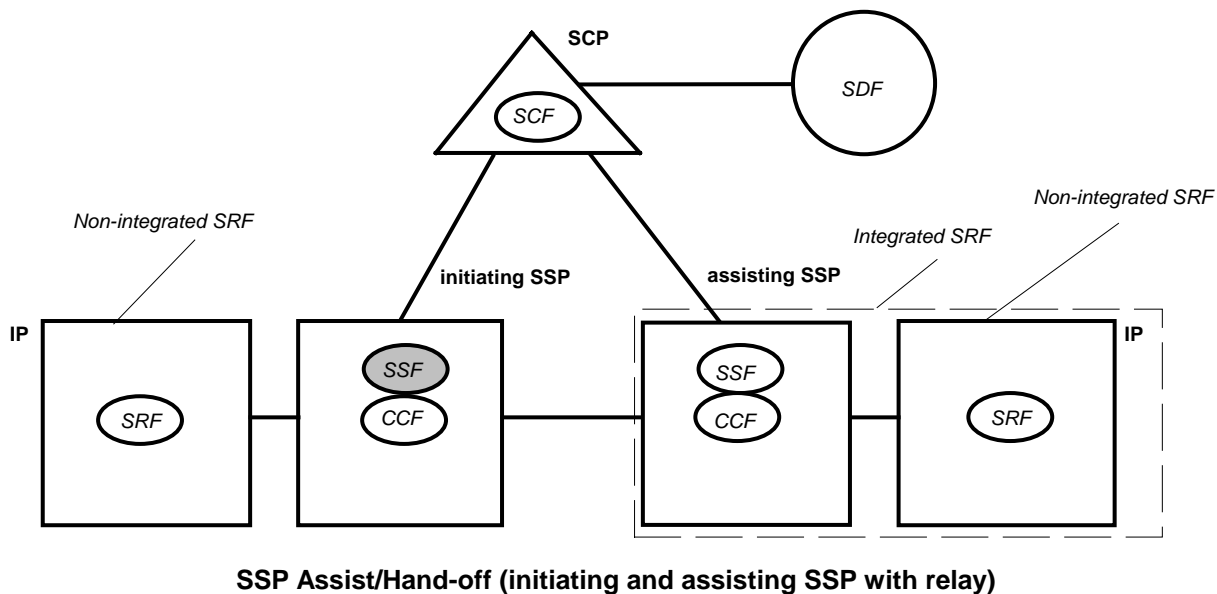 SCP
SDF
SCF
Non-integrated SRF
Non-integrated SRF
Integrated SRF
initiating SSP
assisting SSP
IP
IP
SSF
SSF
SRF
CCF
CCF
SRF
SSP Assist/Hand-off (initiating and assisting SSP with relay)